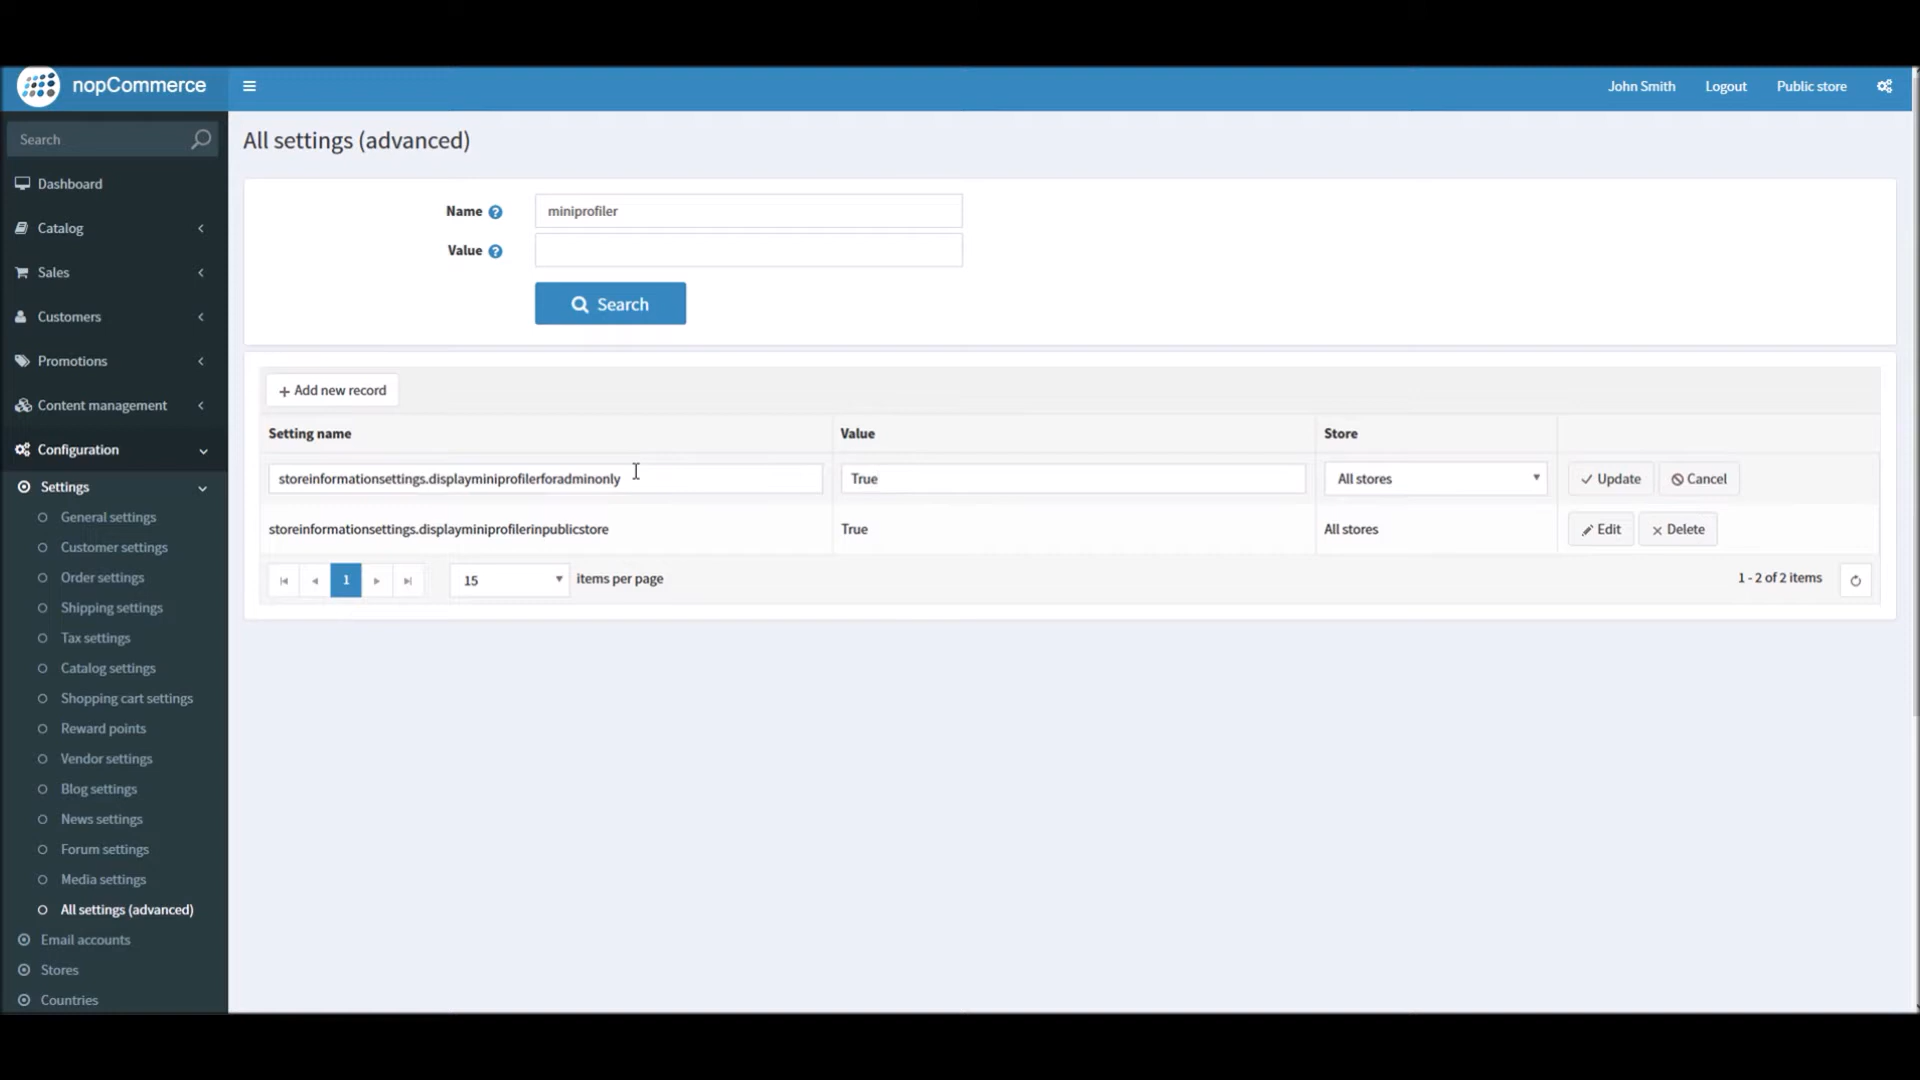 nopCommerce
John Smith
Logout
Public store
Search
Dashboard
Catalog
Sales
Customers
Promotions
Content management
Configuration
Settings
General settings
Customer settings
Order settings
Shipping settings
Tax settings
Catalog settings
Shopping cart settings
Reward points
Vendor settings
Blog settings
News settings
Forum settings
Media settings
All settings (advanced)
Email accounts
Stores
Countries
All settings (advanced)
Name ? miniprofiler
Value ?
Search
+ Add new record
Setting name Value Store
storeinformationsettings.displayminiprofilerforadminonly True All stores Update Cancel
storeinformationsettings.displayminiprofilerinpublicstore True All stores Edit Delete
1 15 items per page 1 - 2 of 2 items